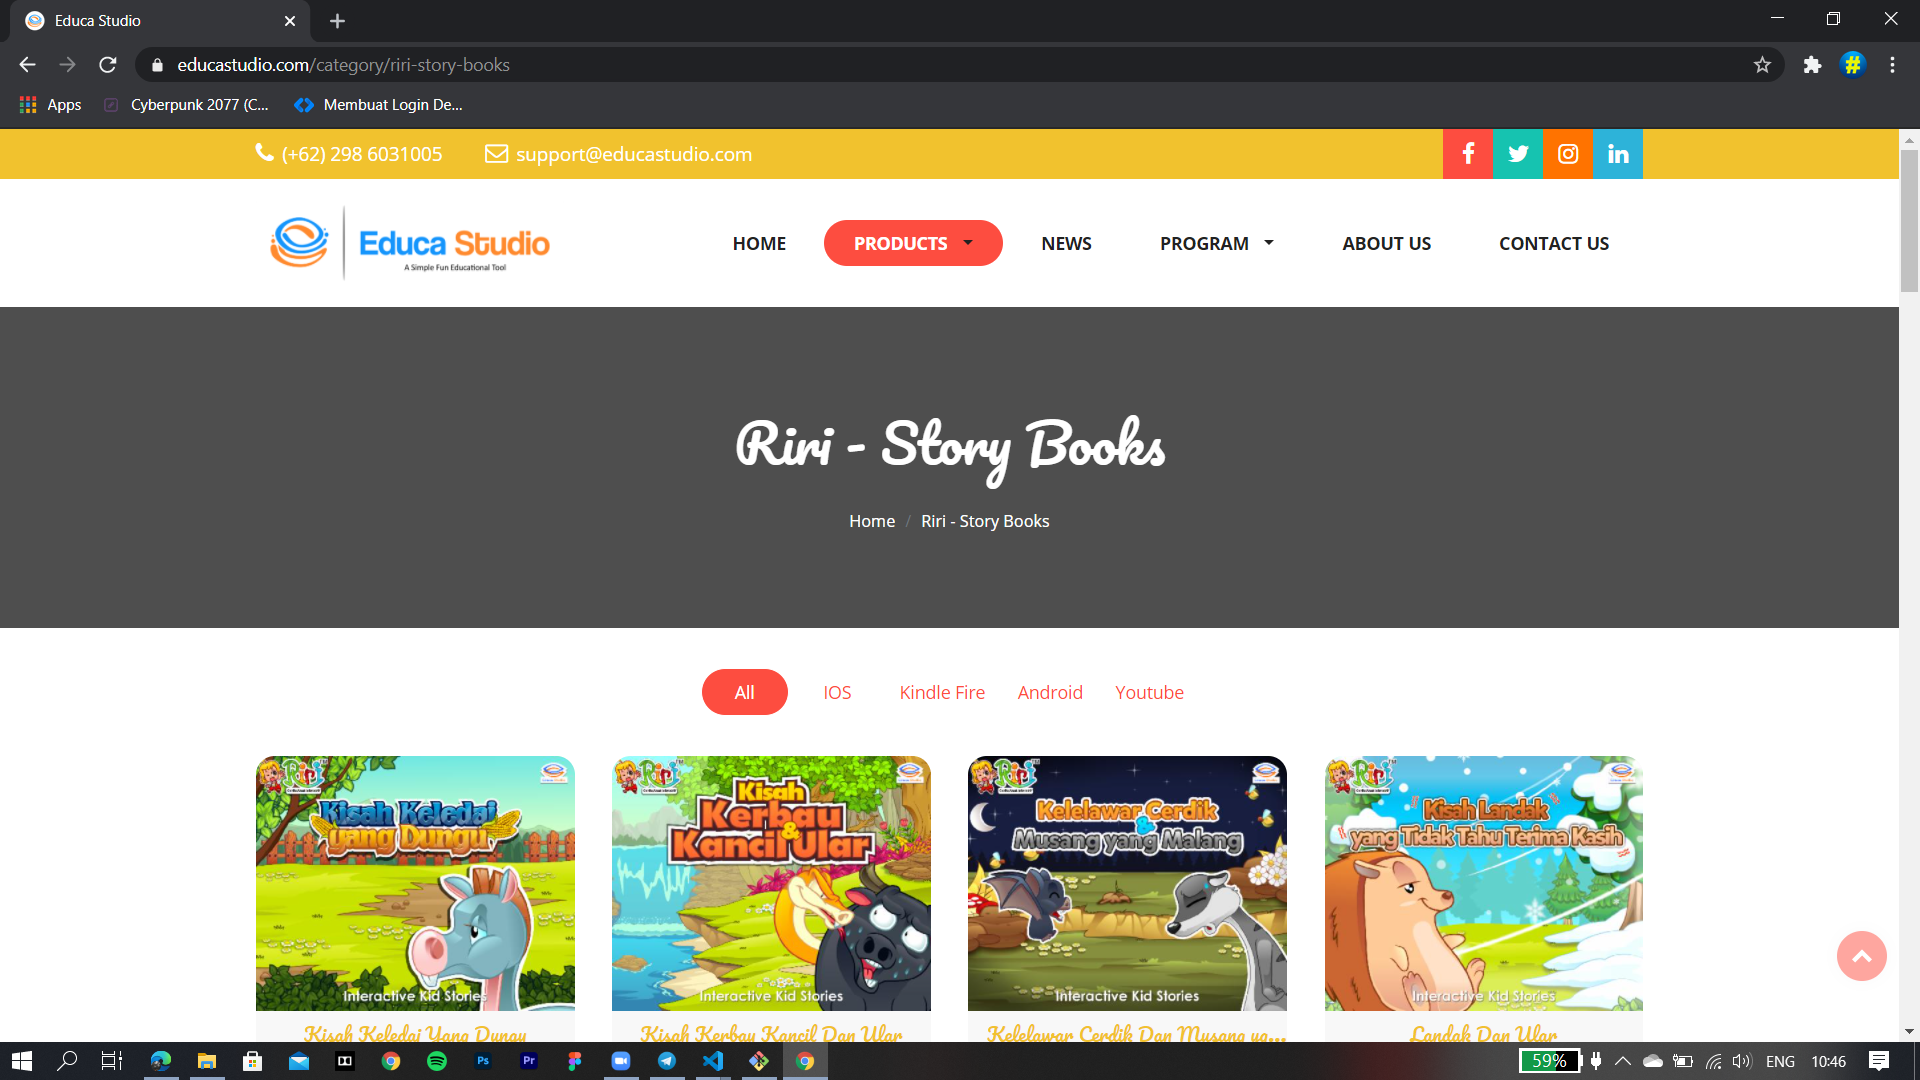 Educa Studio
educastudio.com/category/riri-story-books
Apps
Cyberpunk 2077 (C...
Membuat Login De...
(+62) 298 6031005
support@educastudio.com
Educa Studio
A Simple Fun Educational Tool
HOME
PRODUCTS
NEWS
PROGRAM
ABOUT US
CONTACT US
Riri - Story Books
Home / Riri - Story Books
All
IOS
Kindle Fire
Android
Youtube
Riri
Kisah Keledai
yang Dungu
Interactive Kid Stories
Kisah Keledai Yang Dungu
Riri
Kisah
Kerbau
&
Kancil Ular
Interactive Kid Stories
Kisah Kerbau Kancil Dan Ular
Riri
Kelelawar Cerdik
&
Musang yang Malang
Interactive Kid Stories
Kelelawar Cerdik Dan Musang ya...
Riri
Kisah Landak
yang Tidak Tahu Terima Kasih
Interactive Kid Stories
Landak Dan Ular
Ps
Pr
59%
ENG
10:46